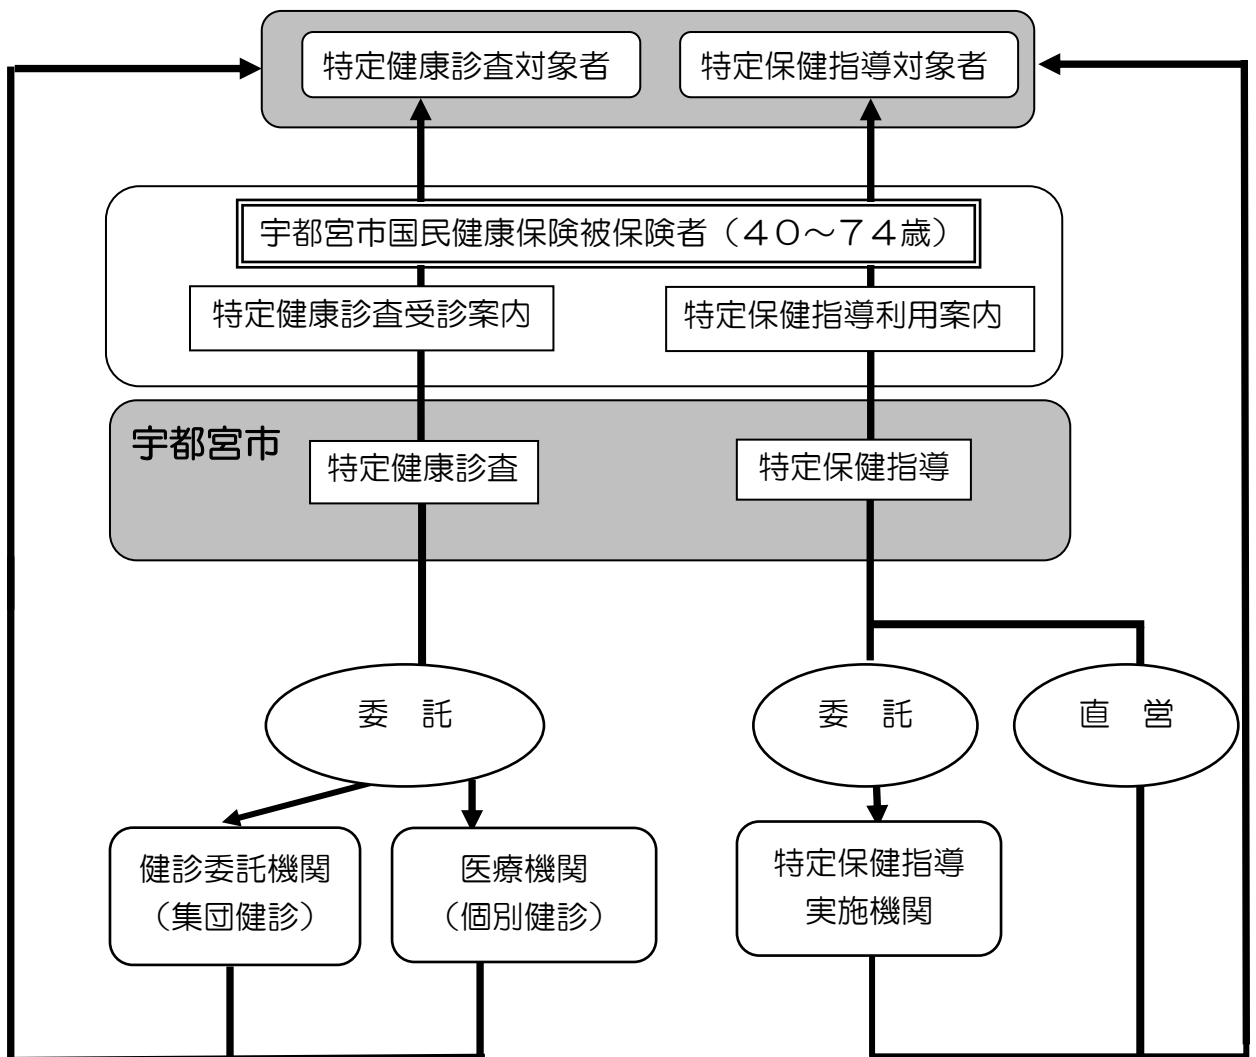 特定健康診査対象者
特定保健指導対象者
宇都宮市国民健康保険被保険者（４０～７４歳）
特定健康診査受診案内
特定保健指導利用案内
宇都宮市
特定健康診査
特定保健指導
委　託
委　託
直　営
健診委託機関
（集団健診）
医療機関
（個別健診）
特定保健指導
実施機関